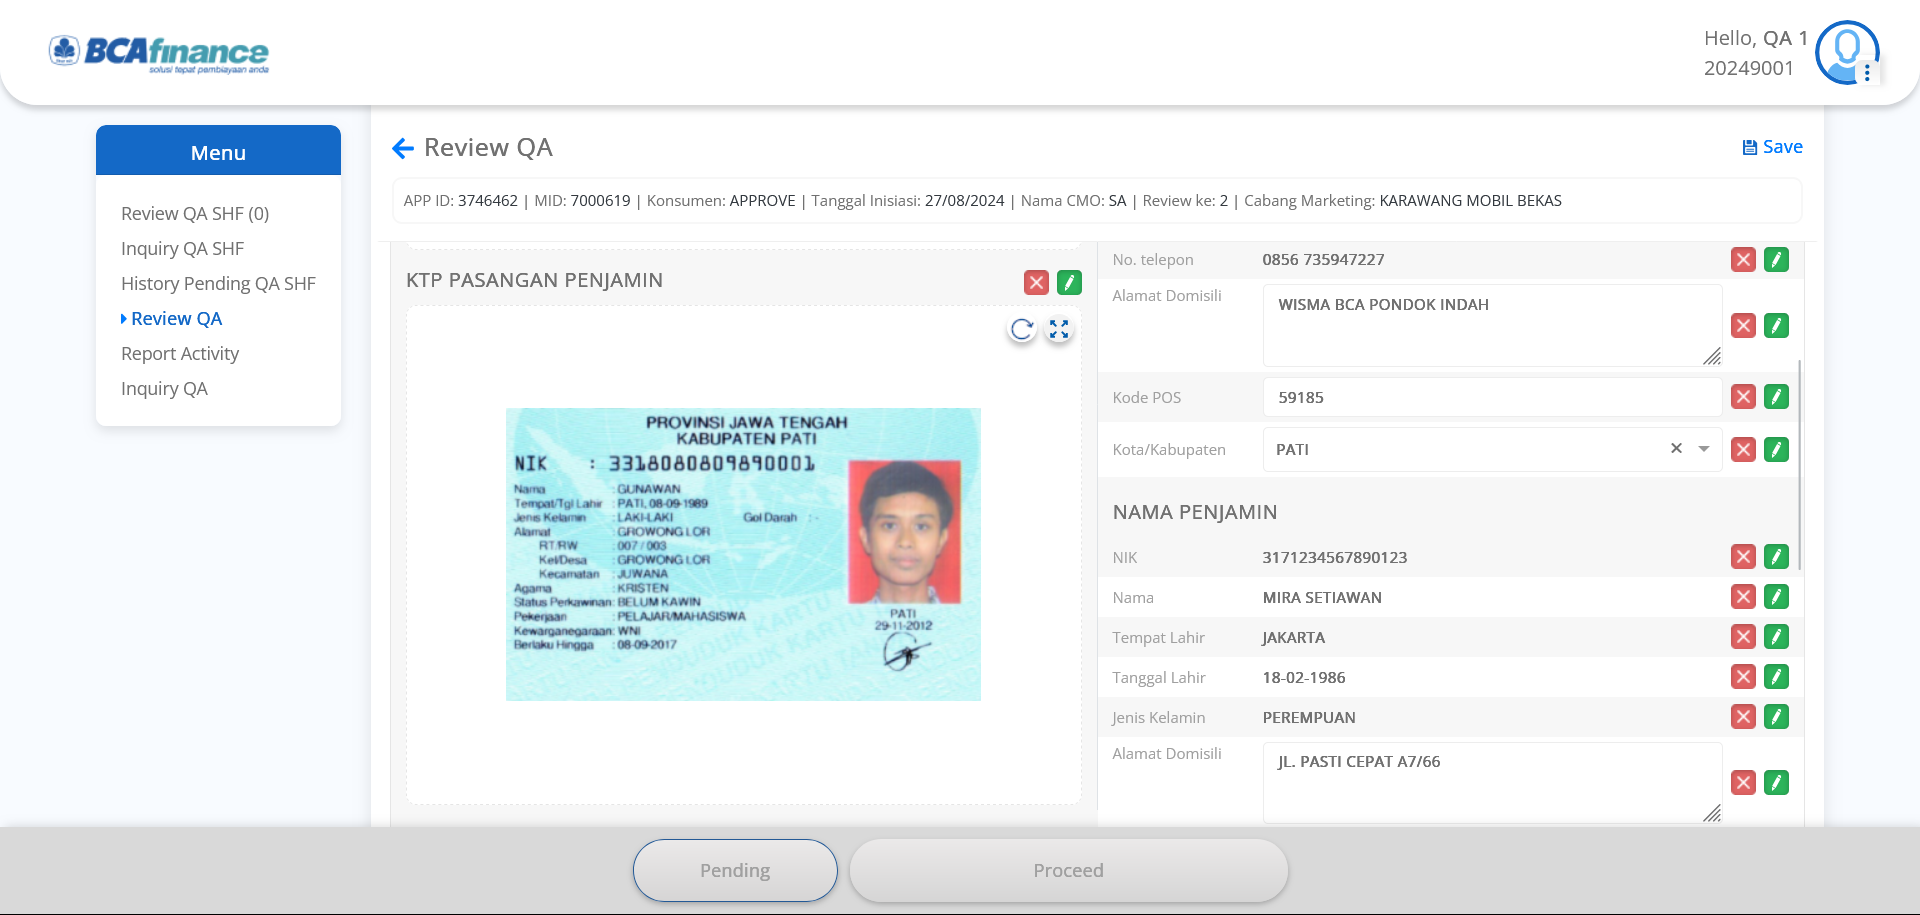 BCA finance
solusi tepat pembiayaan anda
Hello, QA 1
20249001
Menu
Review QA SHF (0)
Inquiry QA SHF
History Pending QA SHF
Review QA
Report Activity
Inquiry QA
Review QA
Save
APP ID: 3746462 | MID: 7000619 | Konsumen: APPROVE | Tanggal Inisiasi: 27/08/2024 | Nama CMO: SA | Review ke: 2 | Cabang Marketing: KARAWANG MOBIL BEKAS
KTP PASANGAN PENJAMIN
PROVINSI JAWA TENGAH
KABUPATEN PATI
NIK : 3318080809890001
Nama : GUNAWAN
Tempat/Tgl Lahir : PATI, 08-09-1989
Jenis Kelamin : LAKI-LAKI Gol Darah : -
Alamat : GROWONG LOR
RT/RW : 007 / 003
Kel/Desa : GROWONG LOR
Kecamatan : JUWANA
Agama : KRISTEN
Status Perkawinan: BELUM KAWIN
Pekerjaan : PELAJAR/MAHASISWA
Kewarganegaraan: WNI
Berlaku Hingga : 08-09-2017
PATI
29-11-2012
No. telepon 0856 735947227
Alamat Domisili WISMA BCA PONDOK INDAH
Kode POS 59185
Kota/Kabupaten PATI
NAMA PENJAMIN
NIK 3171234567890123
Nama MIRA SETIAWAN
Tempat Lahir JAKARTA
Tanggal Lahir 18-02-1986
Jenis Kelamin PEREMPUAN
Alamat Domisili JL. PASTI CEPAT A7/66
Pending
Proceed